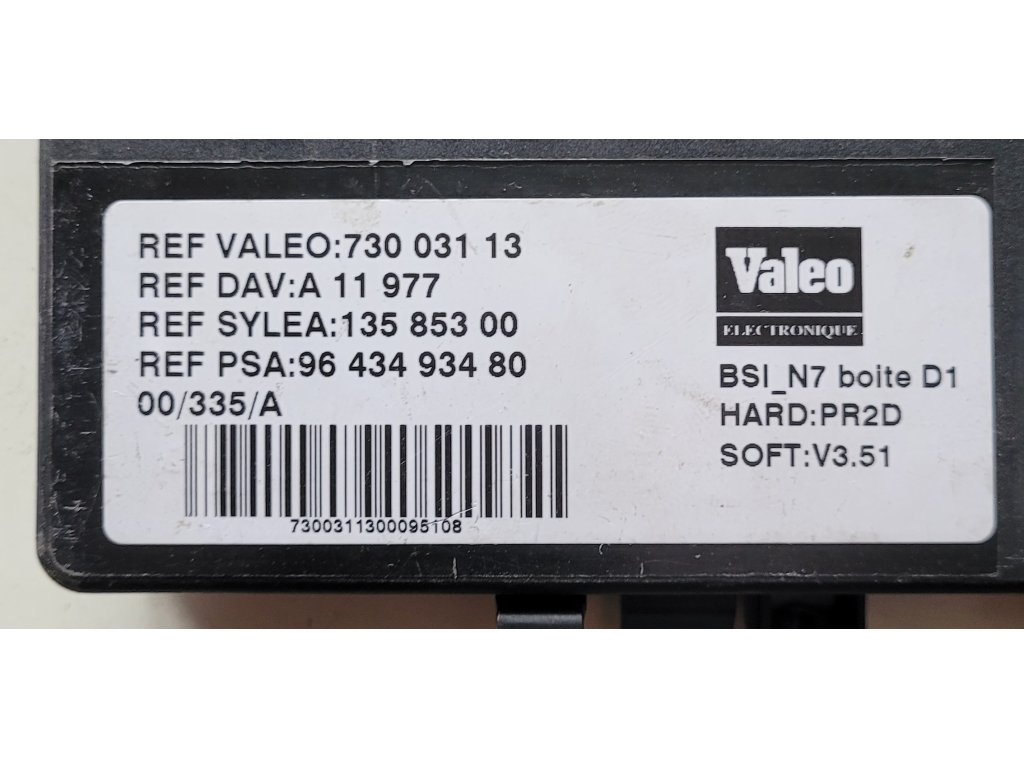 REF VALEO:730 031 13
REF DAV:A 11 977
REF SYLEA:135 853 00
REF PSA:96 434 934 80
00/335/A
7300311300095108
Valeo
ELECTRONIQUE
BSI_N7 boite D1
HARD:PR2D
SOFT:V3.51